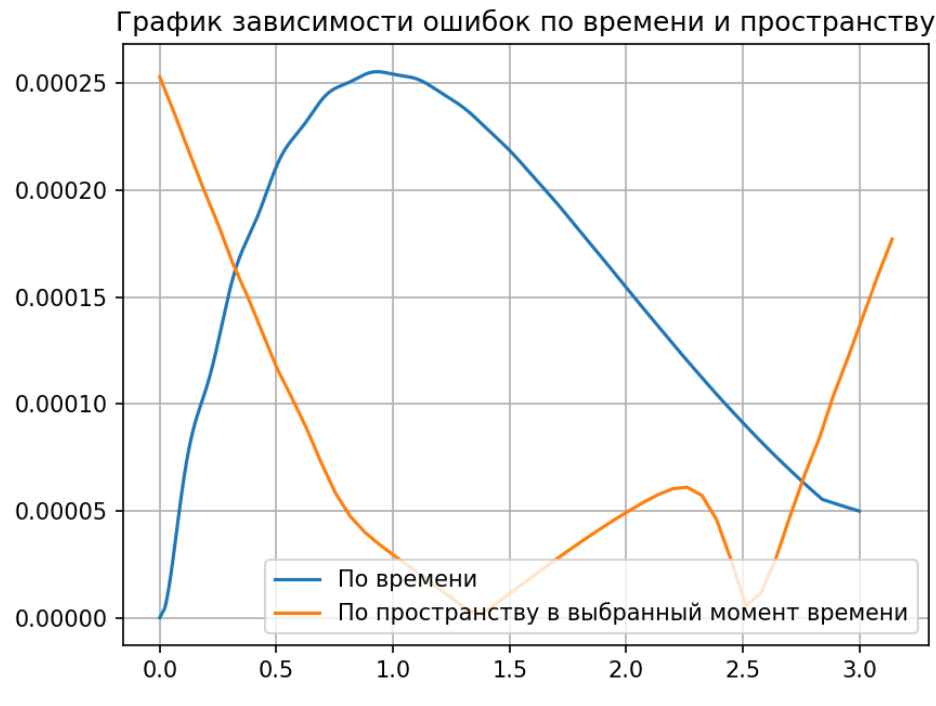 График зависимости ошибок по времени и пространству
0.00025
0.00020
0.00015
0.00010
0.00005
0.00000
По времени
По пространству в выбранный момент времени
0.0 0.5 1.0 1.5 2.0 2.5 3.0